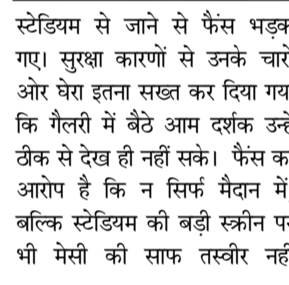 स्टेडियम से जाने से फैंस भड़क
गए। सुरक्षा कारणों से उनके चारों
ओर घेरा इतना सख्त कर दिया गय
कि गैलरी में बैठे आम दर्शक उन्हें
ठीक से देख ही नहीं सके। फैंस क
आरोप है कि न सिर्फ मैदान में
बल्कि स्टेडियम की बड़ी स्क्रीन प
भी मेसी की साफ तस्वीर नहीं